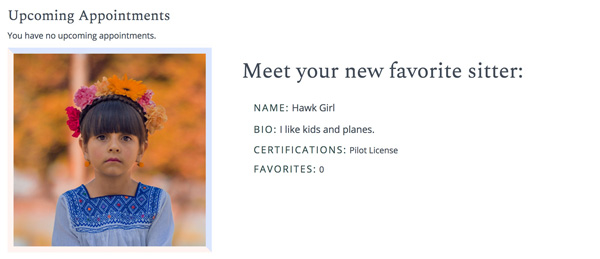 Upcoming Appointments
You have no upcoming appointments.
Meet your new favorite sitter:
NAME: Hawk Girl
BIO: I like kids and planes.
CERTIFICATIONS: Pilot License
FAVORITES: 0